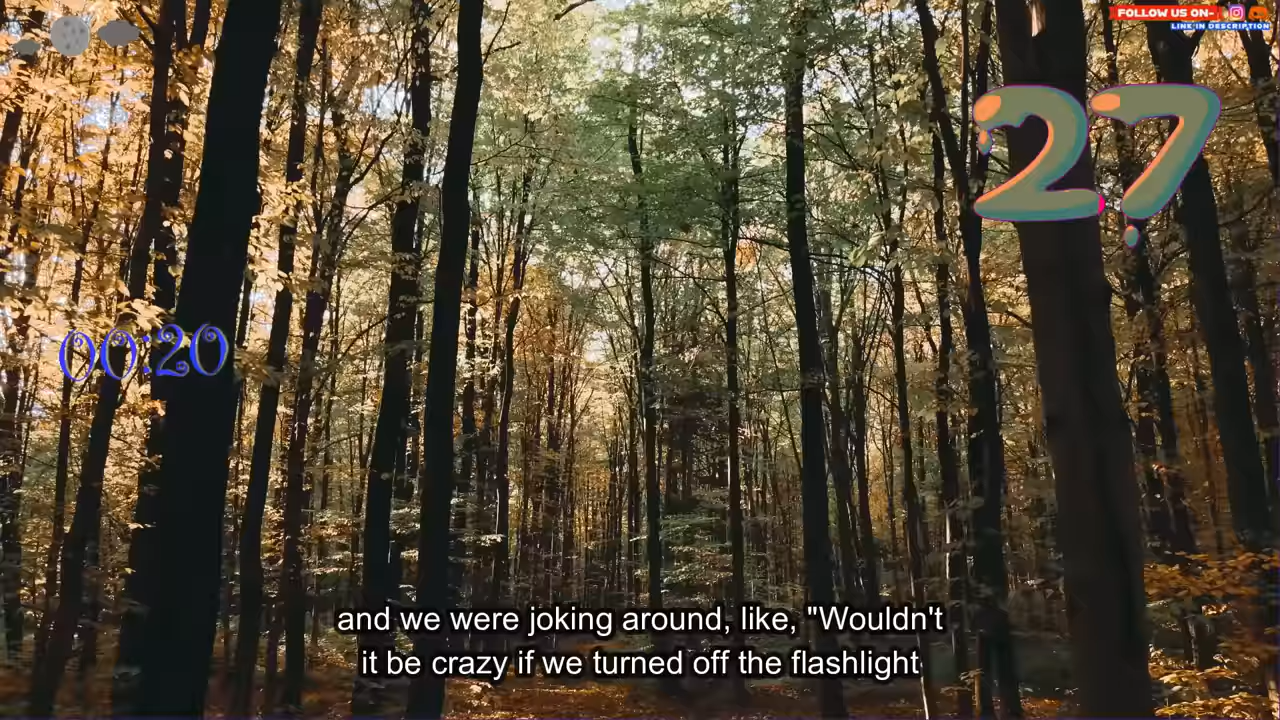 FOLLOW US ON-
LINK IN DESCRIPTION
27
00:20
and we were joking around, like, "Wouldn't
it be crazy if we turned off the flashlight